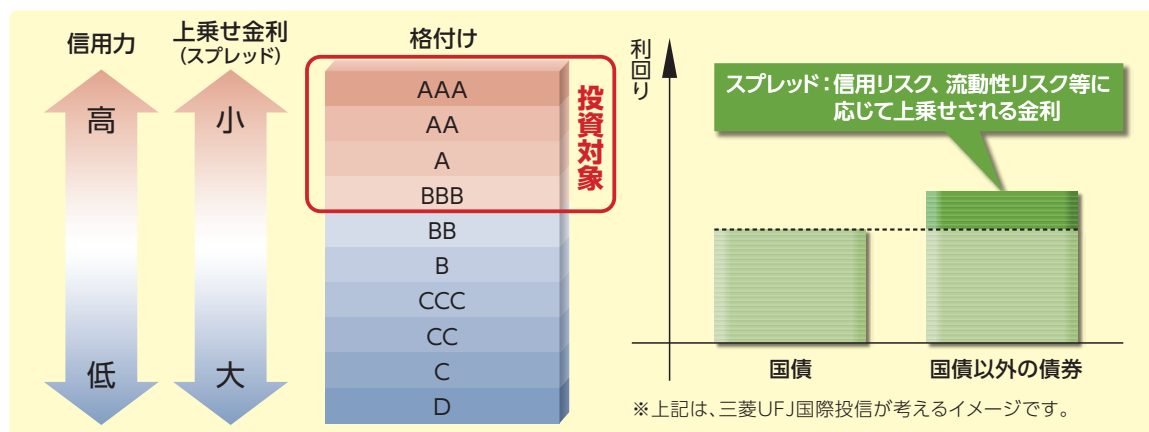 信用力
高
低
上乗せ金利
(スプレッド)
小
大
格付け
AAA
AA
A
BBB
BB
B
CCC
CC
C
D
投資対象
利回り
スプレッド：信用リスク、流動性リスク等に
応じて上乗せされる金利
国債
国債以外の債券
※上記は、三菱UFJ国際投信が考えるイメージです。